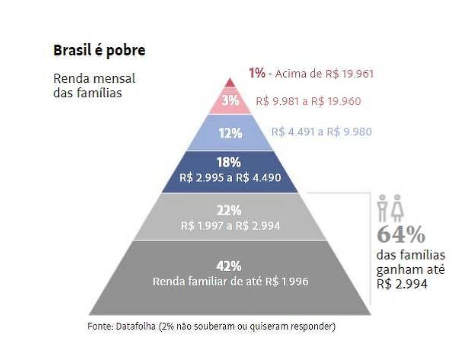 Brasil é pobre
Renda mensal
das famílias
1% - Acima de R$ 19.961
3% R$ 9.981 a R$ 19.960
12% R$ 4.491 a R$ 9.980
18%
R$ 2.995 a R$ 4.490
22%
R$ 1.997 a R$ 2.994
42%
Renda familiar de até R$ 1.996
64%
das famílias
ganham até
R$ 2.994
Fonte: Datafolha (2% não souberam ou quiseram responder)